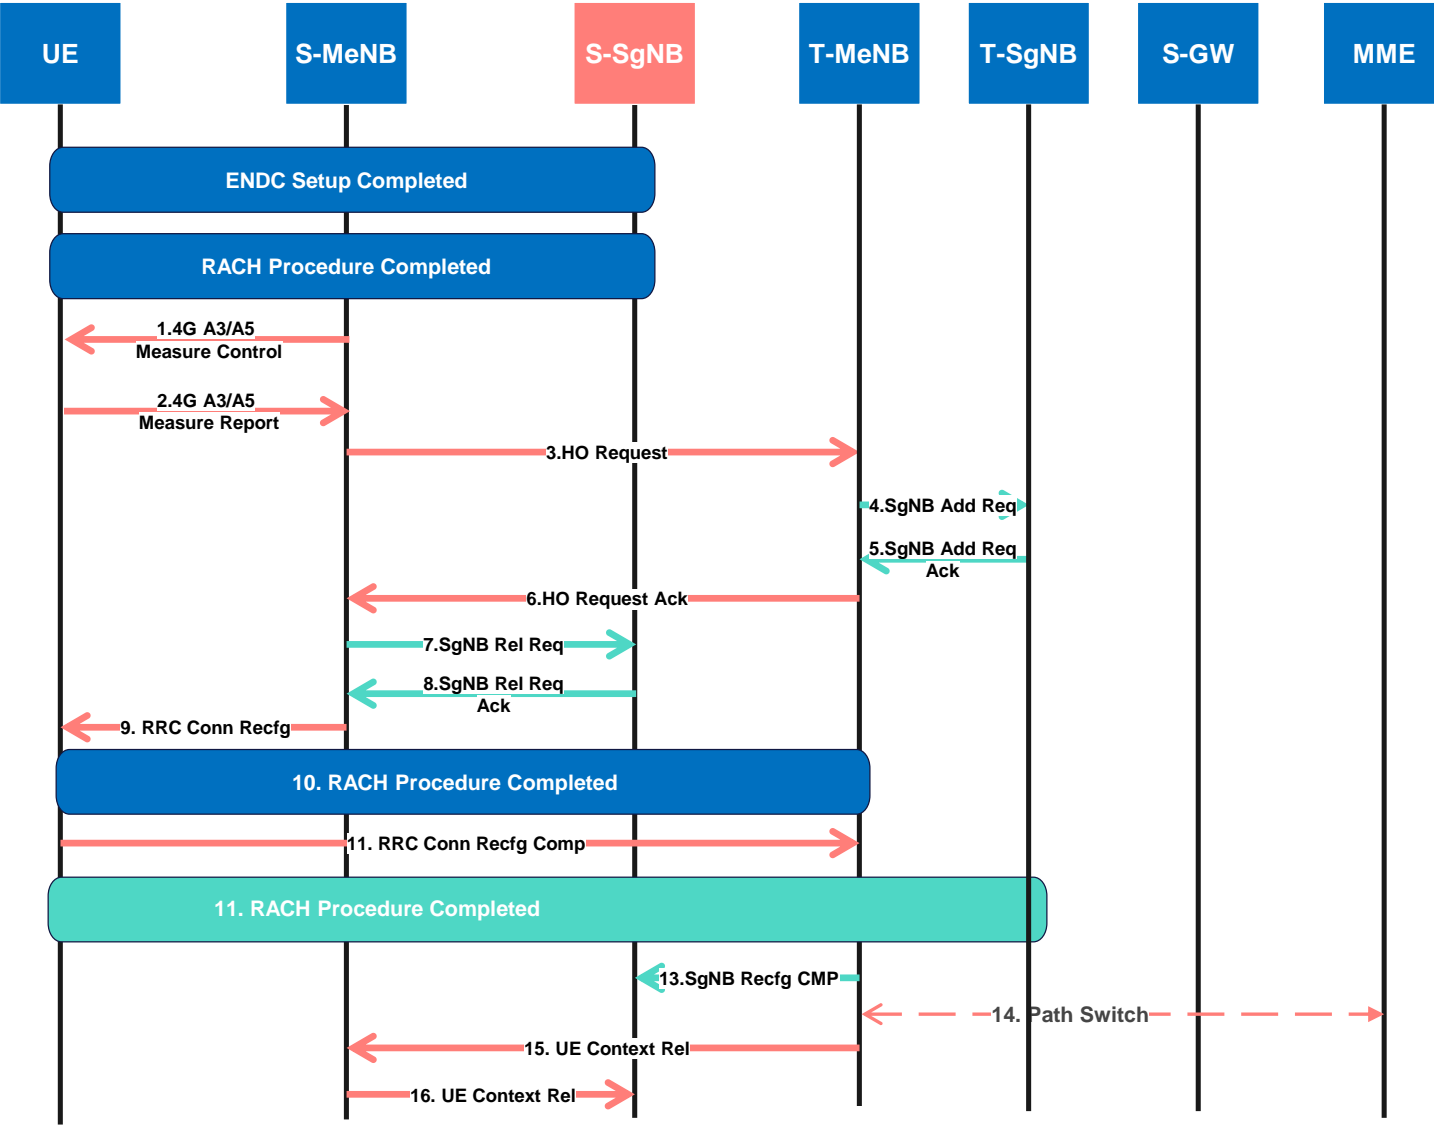 UE
S-MeNB
S-SgNB
T-MeNB
T-SgNB
S-GW
MME
ENDC Setup Completed
RACH Procedure Completed
1.4G A3/A5
Measure Control
2.4G A3/A5
Measure Report
3.HO Request
4.SgNB Add Req
5.SgNB Add Req
Ack
6.HO Request Ack
7.SgNB Rel Req
8.SgNB Rel Req
Ack
9. RRC Conn Recfg
10. RACH Procedure Completed
11. RRC Conn Recfg Comp
11. RACH Procedure Completed
13.SgNB Recfg CMP
14. Path Switch
15. UE Context Rel
16. UE Context Rel